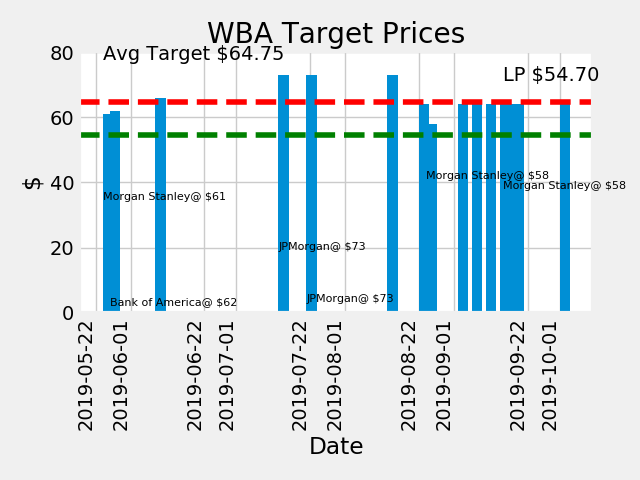 WBA Target Prices
Avg Target $64.75
LP $54.70
80
60
40
20
0
$
Morgan Stanley@ $61
Bank of America@ $62
JPMorgan@ $73
JPMorgan@ $73
Morgan Stanley@ $58
Morgan Stanley@ $58
2019-05-22
2019-06-01
2019-06-22
2019-07-01
2019-07-22
2019-08-01
2019-08-22
2019-09-01
2019-09-22
2019-10-01
Date